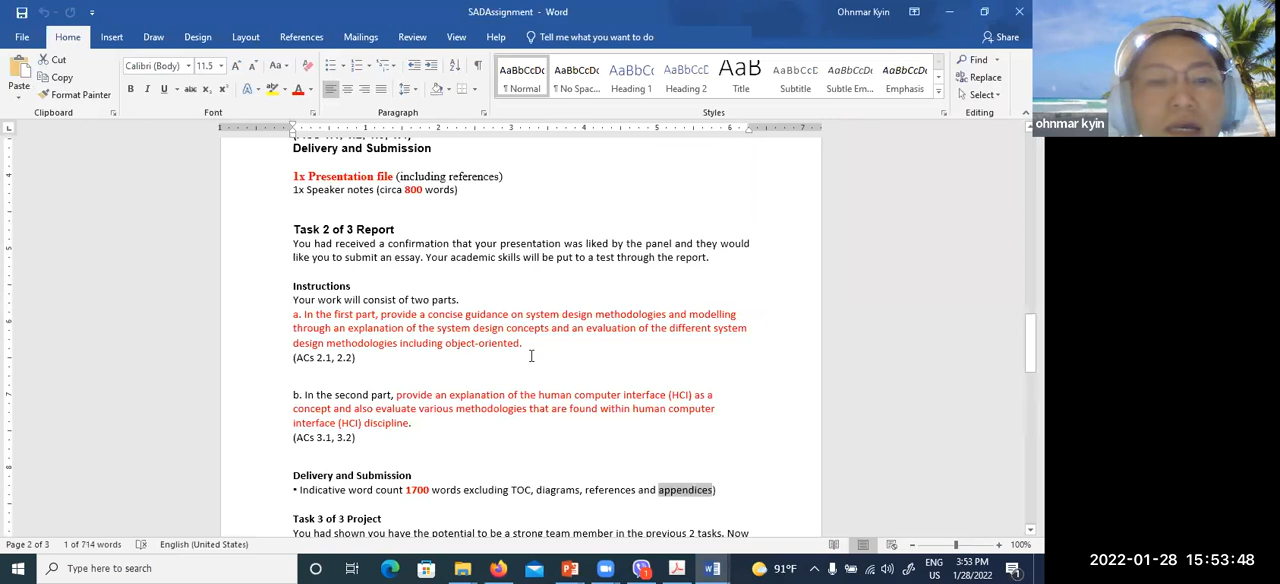 SADAssignment - Word
Ohnmar Kyin
File Home Insert Draw Design Layout References Mailings Review View Help Tell me what you want to do Share
Paste
Cut
Copy
Format Painter
Clipboard
Calibri (Body) 11.5
Font
Paragraph
AaBbCcDc AaBbCcDc AaBbC( AaBbCcD AaB AaBbCcD AaBbCcDt AaBbCcDt
¶ Normal ¶ No Spac... Heading 1 Heading 2 Title Subtitle Subtle Em... Emphasis
Styles
Find
Replace
Select
Editing
ohnmar kyin
Delivery and Submission
1x Presentation file (including references)
1x Speaker notes (circa 800 words)
Task 2 of 3 Report
You had received a confirmation that your presentation was liked by the panel and they would
like you to submit an essay. Your academic skills will be put to a test through the report.
Instructions
Your work will consist of two parts.
a. In the first part, provide a concise guidance on system design methodologies and modelling
through an explanation of the system design concepts and an evaluation of the different system
design methodologies including object-oriented.
(ACs 2.1, 2.2)
b. In the second part, provide an explanation of the human computer interface (HCI) as a
concept and also evaluate various methodologies that are found within human computer
interface (HCI) discipline.
(ACs 3.1, 3.2)
Delivery and Submission
• Indicative word count 1700 words excluding TOC, diagrams, references and appendices)
Task 3 of 3 Project
You had shown you have the potential to be a strong team member in the previous 2 tasks. Now
Page 2 of 3 1 of 714 words English (United States) 100%
Type here to search
91°F
ENG
US
3:53 PM
1/28/2022
2022-01-28 15:53:48